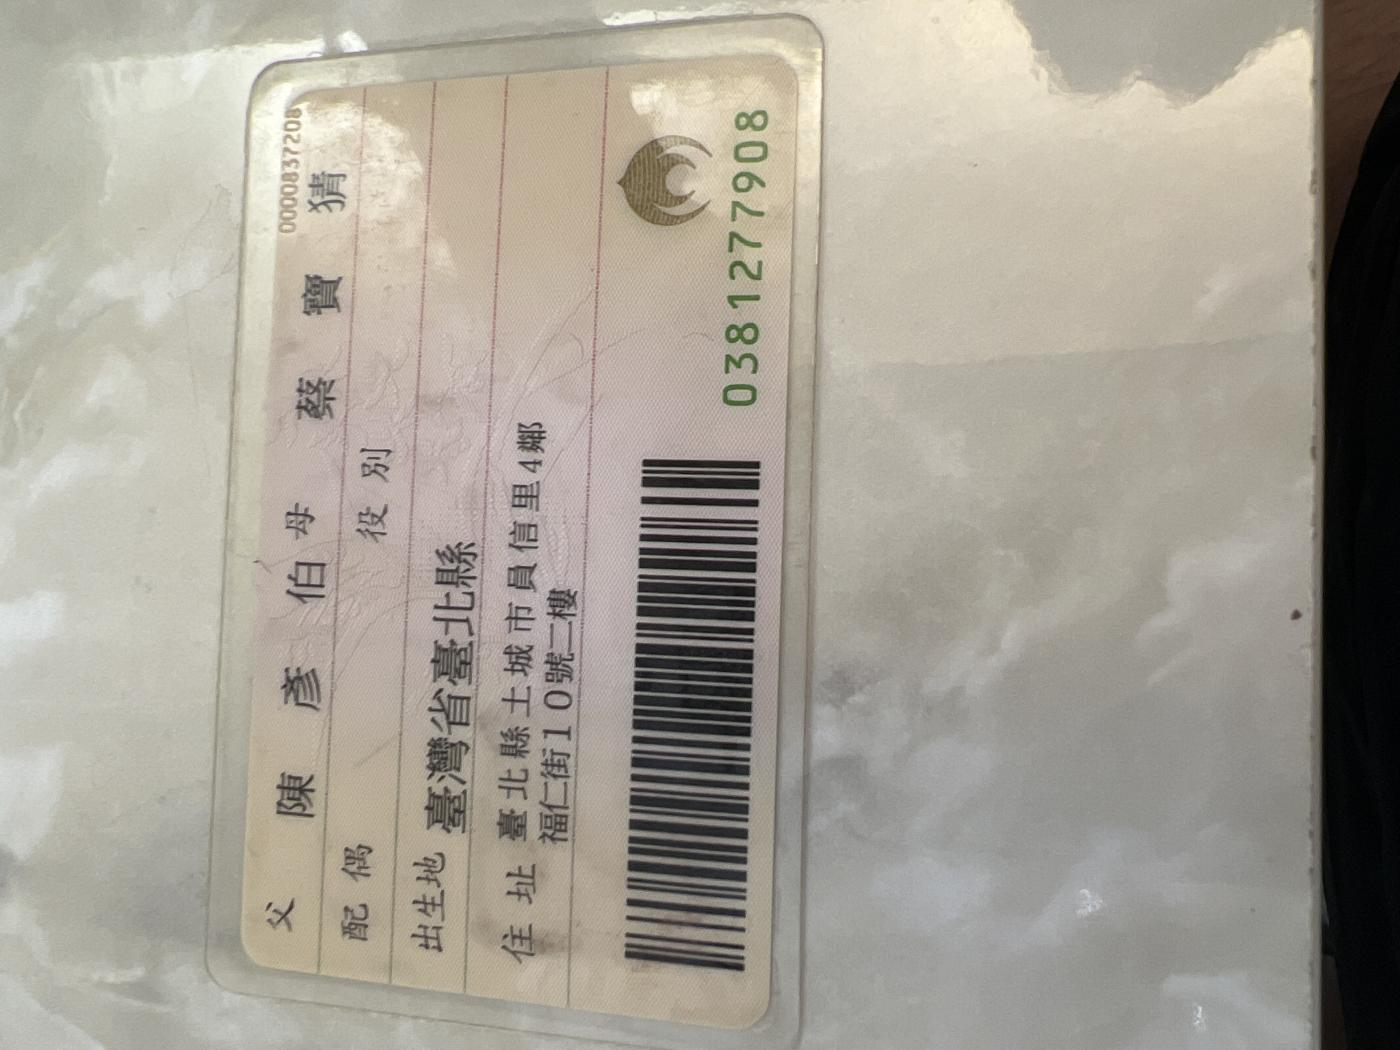 0000837208
父 陳彥伯 母 蔡寶猜
配偶 役別
出生地 臺灣省臺北縣
住址 臺北縣土城市員信里4鄰
福仁街10號二樓
0381277908